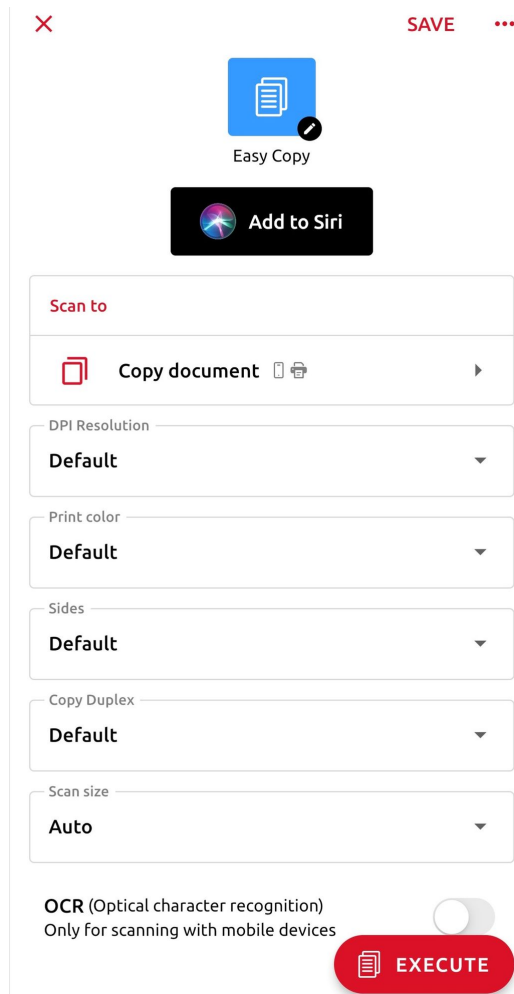 SAVE
Easy Copy
Add to Siri
Scan to
Copy document
DPI Resolution
Default
Print color
Default
Sides
Default
Copy Duplex
Default
Scan size
Auto
OCR (Optical character recognition)
Only for scanning with mobile devices
EXECUTE